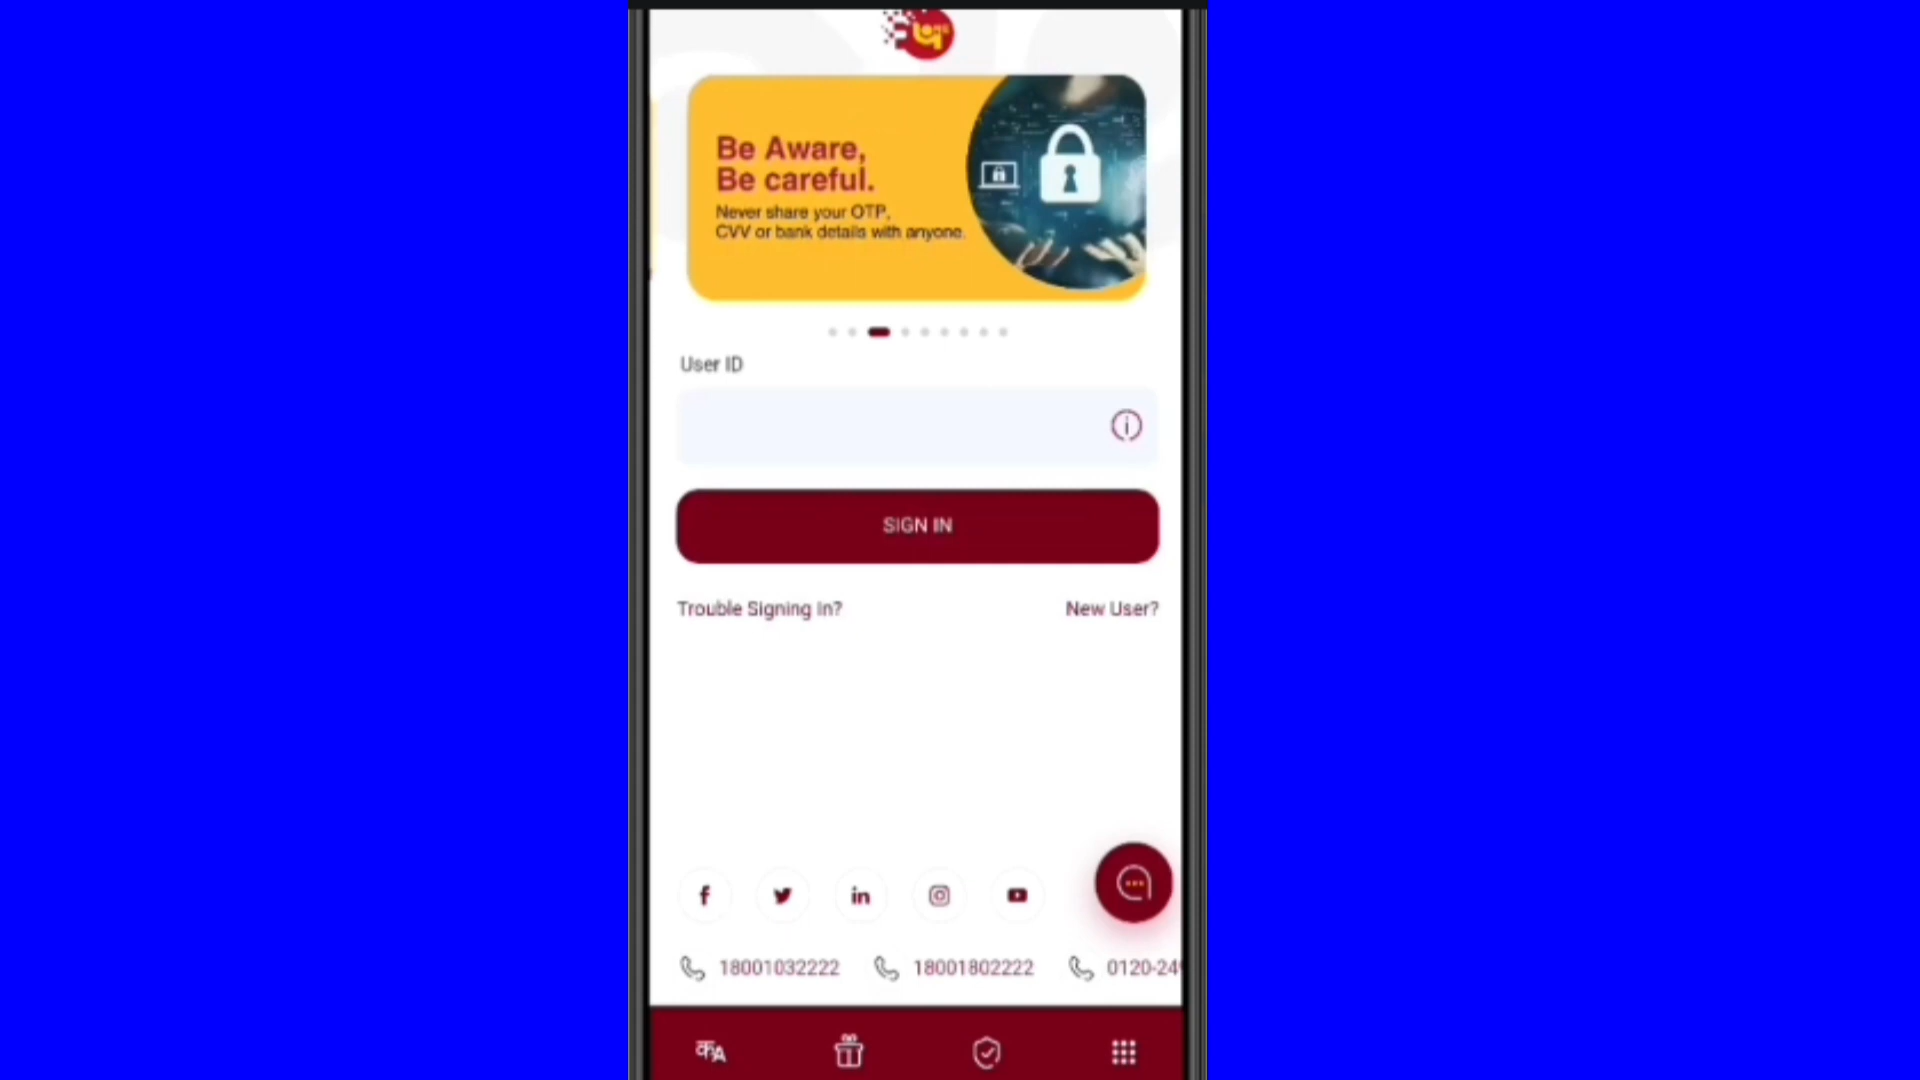 Be Aware,
Be careful.
Never share your OTP,
CVV or bank details with anyone.
User ID
SIGN IN
Trouble Signing In?
New User?
18001032222
18001802222
0120-24
कA